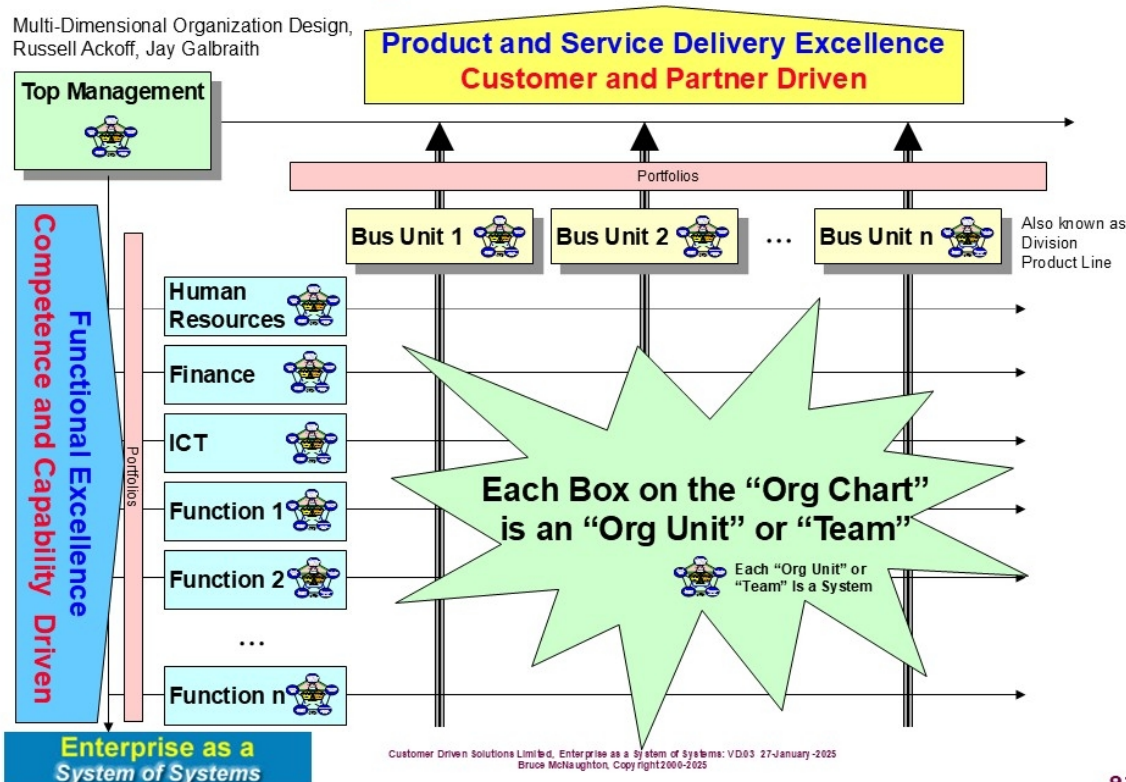 Multi-Dimensional Organization Design,
Russell Ackoff, Jay Galbraith
Product and Service Delivery Excellence
Customer and Partner Driven
Top Management
Portfolios
Bus Unit 1
Bus Unit 2
...
Bus Unit n
Also known as
Division
Product Line
Functional Excellence
Competence and Capability Driven
Portfolios
Human
Resources
Finance
ICT
Function 1
Function 2
...
Function n
Each Box on the “Org Chart”
is an “Org Unit” or “Team”
Each “Org Unit” or
“Team” Is a System
Enterprise as a
System of Systems
Customer Driven Solutions Limited, Enterprise as a System of Systems: VD.03 27-January-2025
Bruce McNaughton, Copyright 2000-2025